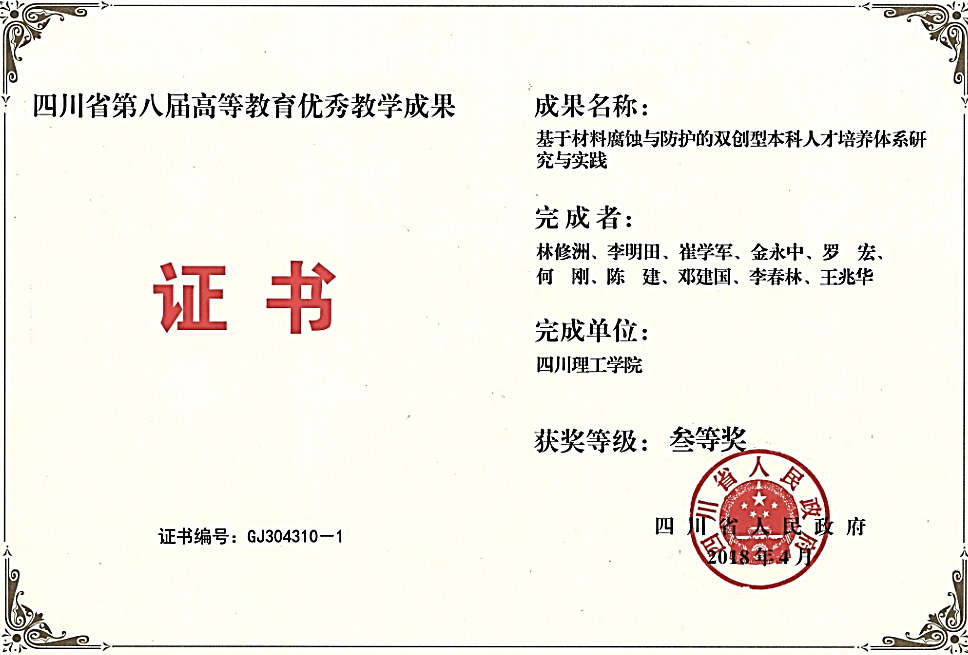 四川省第八届高等教育优秀教学成果
证 书
证书编号：GJ304310－1
成果名称：
基于材料腐蚀与防护的双创型本科人才培养体系研
究与实践
完 成 者：
林修洲、李明田、崔学军、金永中、罗　宏、
何　刚、陈　建、邓建国、李春林、王兆华
完成单位：
四川理工学院
获奖等级： 叁等奖
四川省人民政府
四 川 省 人 民 政 府
2018 年 4 月